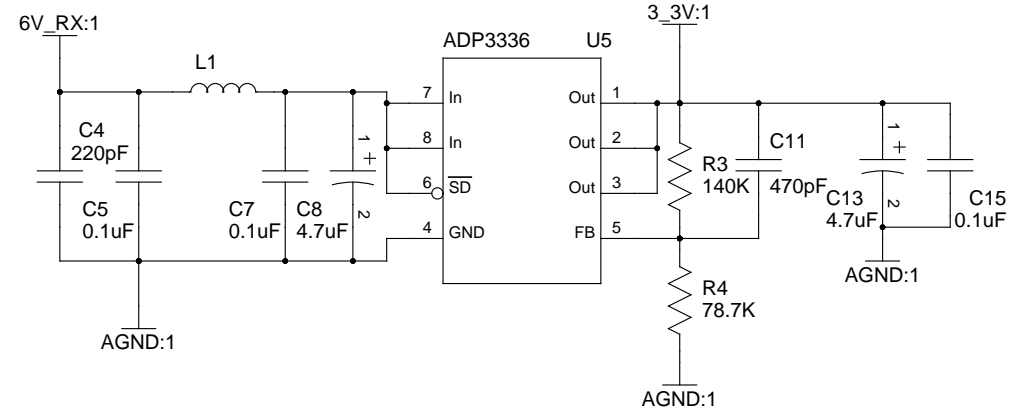 6V_RX:1
3_3V:1
ADP3336
U5
L1
C4
220pF
C5
0.1uF
C7
0.1uF
C8
4.7uF
1
+
2
7
In
8
In
6
SD
4
GND
Out
1
Out
2
Out
3
FB
5
R3
140K
C11
470pF
R4
78.7K
1
+
2
C13
4.7uF
C15
0.1uF
AGND:1
AGND:1
AGND:1